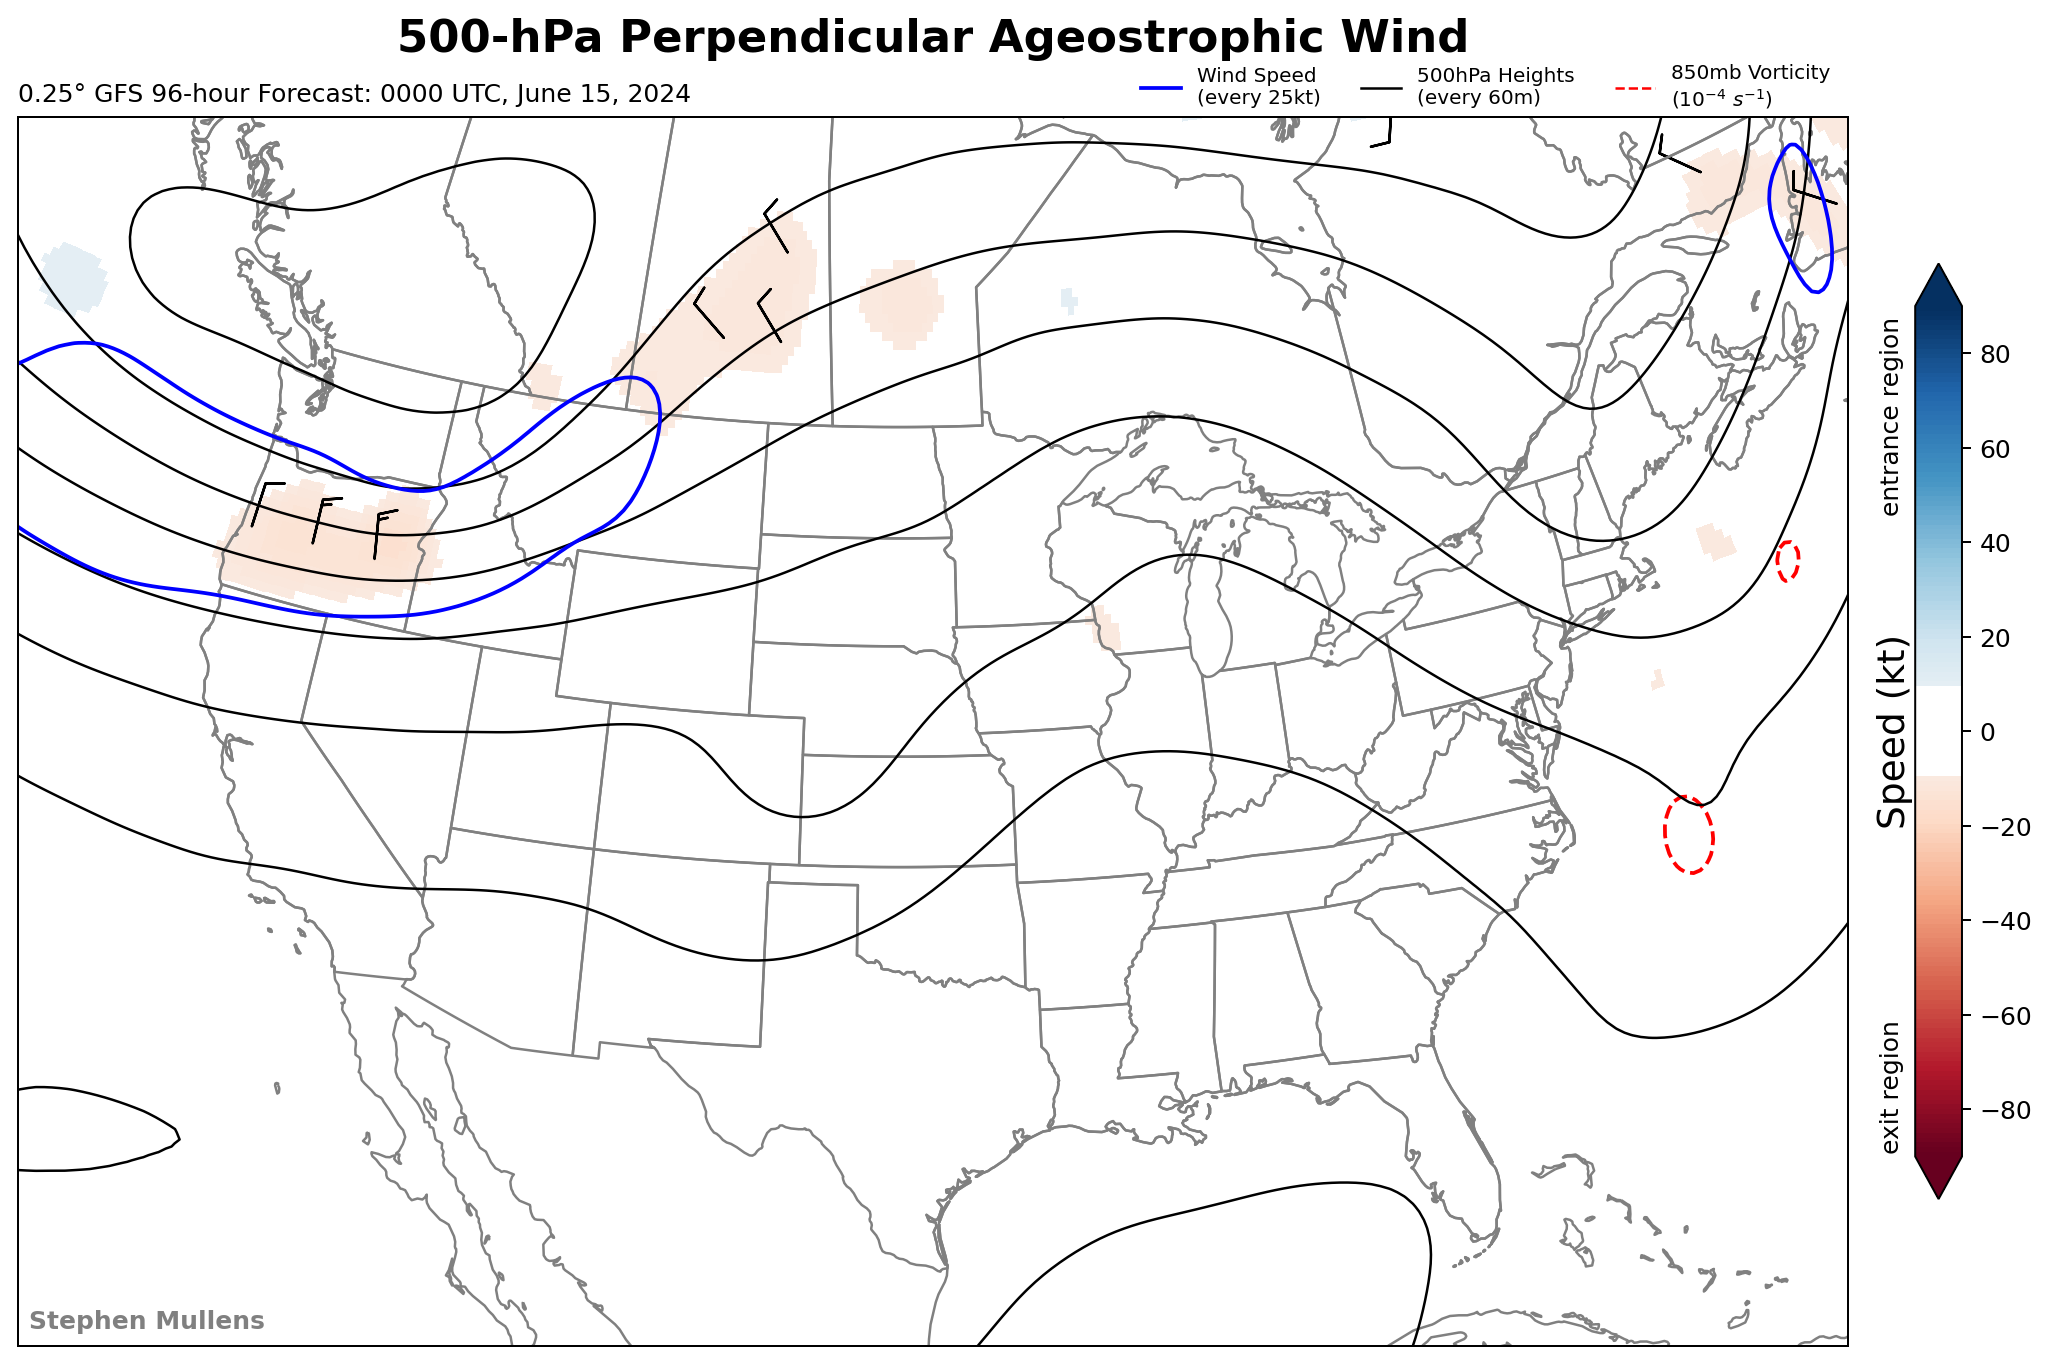 500-hPa Perpendicular Ageostrophic Wind
0.25° GFS 96-hour Forecast: 0000 UTC, June 15, 2024
Wind Speed
(every 25kt)
500hPa Heights
(every 60m)
850mb Vorticity
(10⁻⁴ s⁻¹)
entrance region
Speed (kt)
exit region
80
60
40
20
0
−20
−40
−60
−80
Stephen Mullens